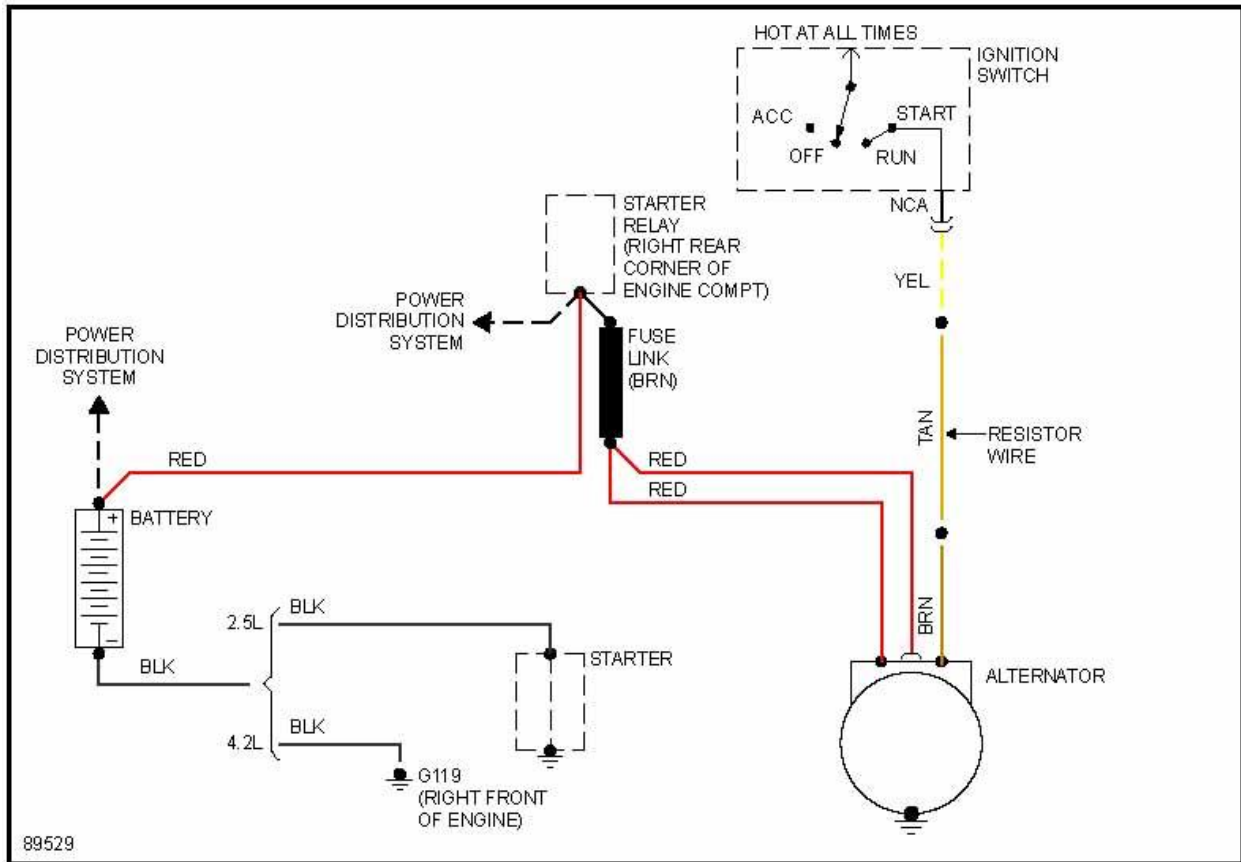 HOT AT ALL TIMES
IGNITION
SWITCH
ACC
START
OFF
RUN
NCA
STARTER
RELAY
(RIGHT REAR
CORNER OF
ENGINE COMPT)
YEL
POWER
DISTRIBUTION
SYSTEM
FUSE
LINK
(BRN)
POWER
DISTRIBUTION
SYSTEM
TAN
RESISTOR
WIRE
RED
RED
RED
+
BATTERY
-
BLK
2.5L
BLK
STARTER
BRN
ALTERNATOR
BLK
4.2L
G119
(RIGHT FRONT
OF ENGINE)
89529